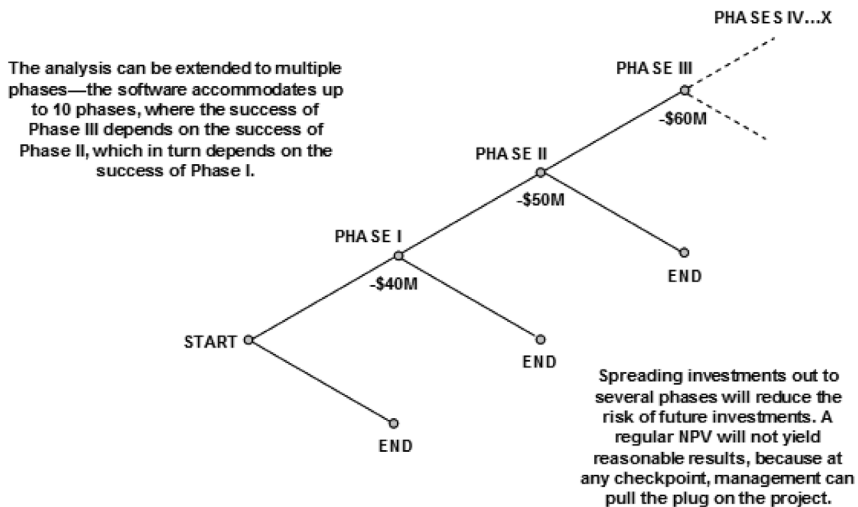 PHASES IV...X
The analysis can be extended to multiple
phases—the software accommodates up
to 10 phases, where the success of
Phase III depends on the success of
Phase II, which in turn depends on the
success of Phase I.
PHASE III
-$60M
PHASE II
-$50M
PHASE I
-$40M
END
START
END
END
Spreading investments out to
several phases will reduce the
risk of future investments. A
regular NPV will not yield
reasonable results, because at
any checkpoint, management can
pull the plug on the project.